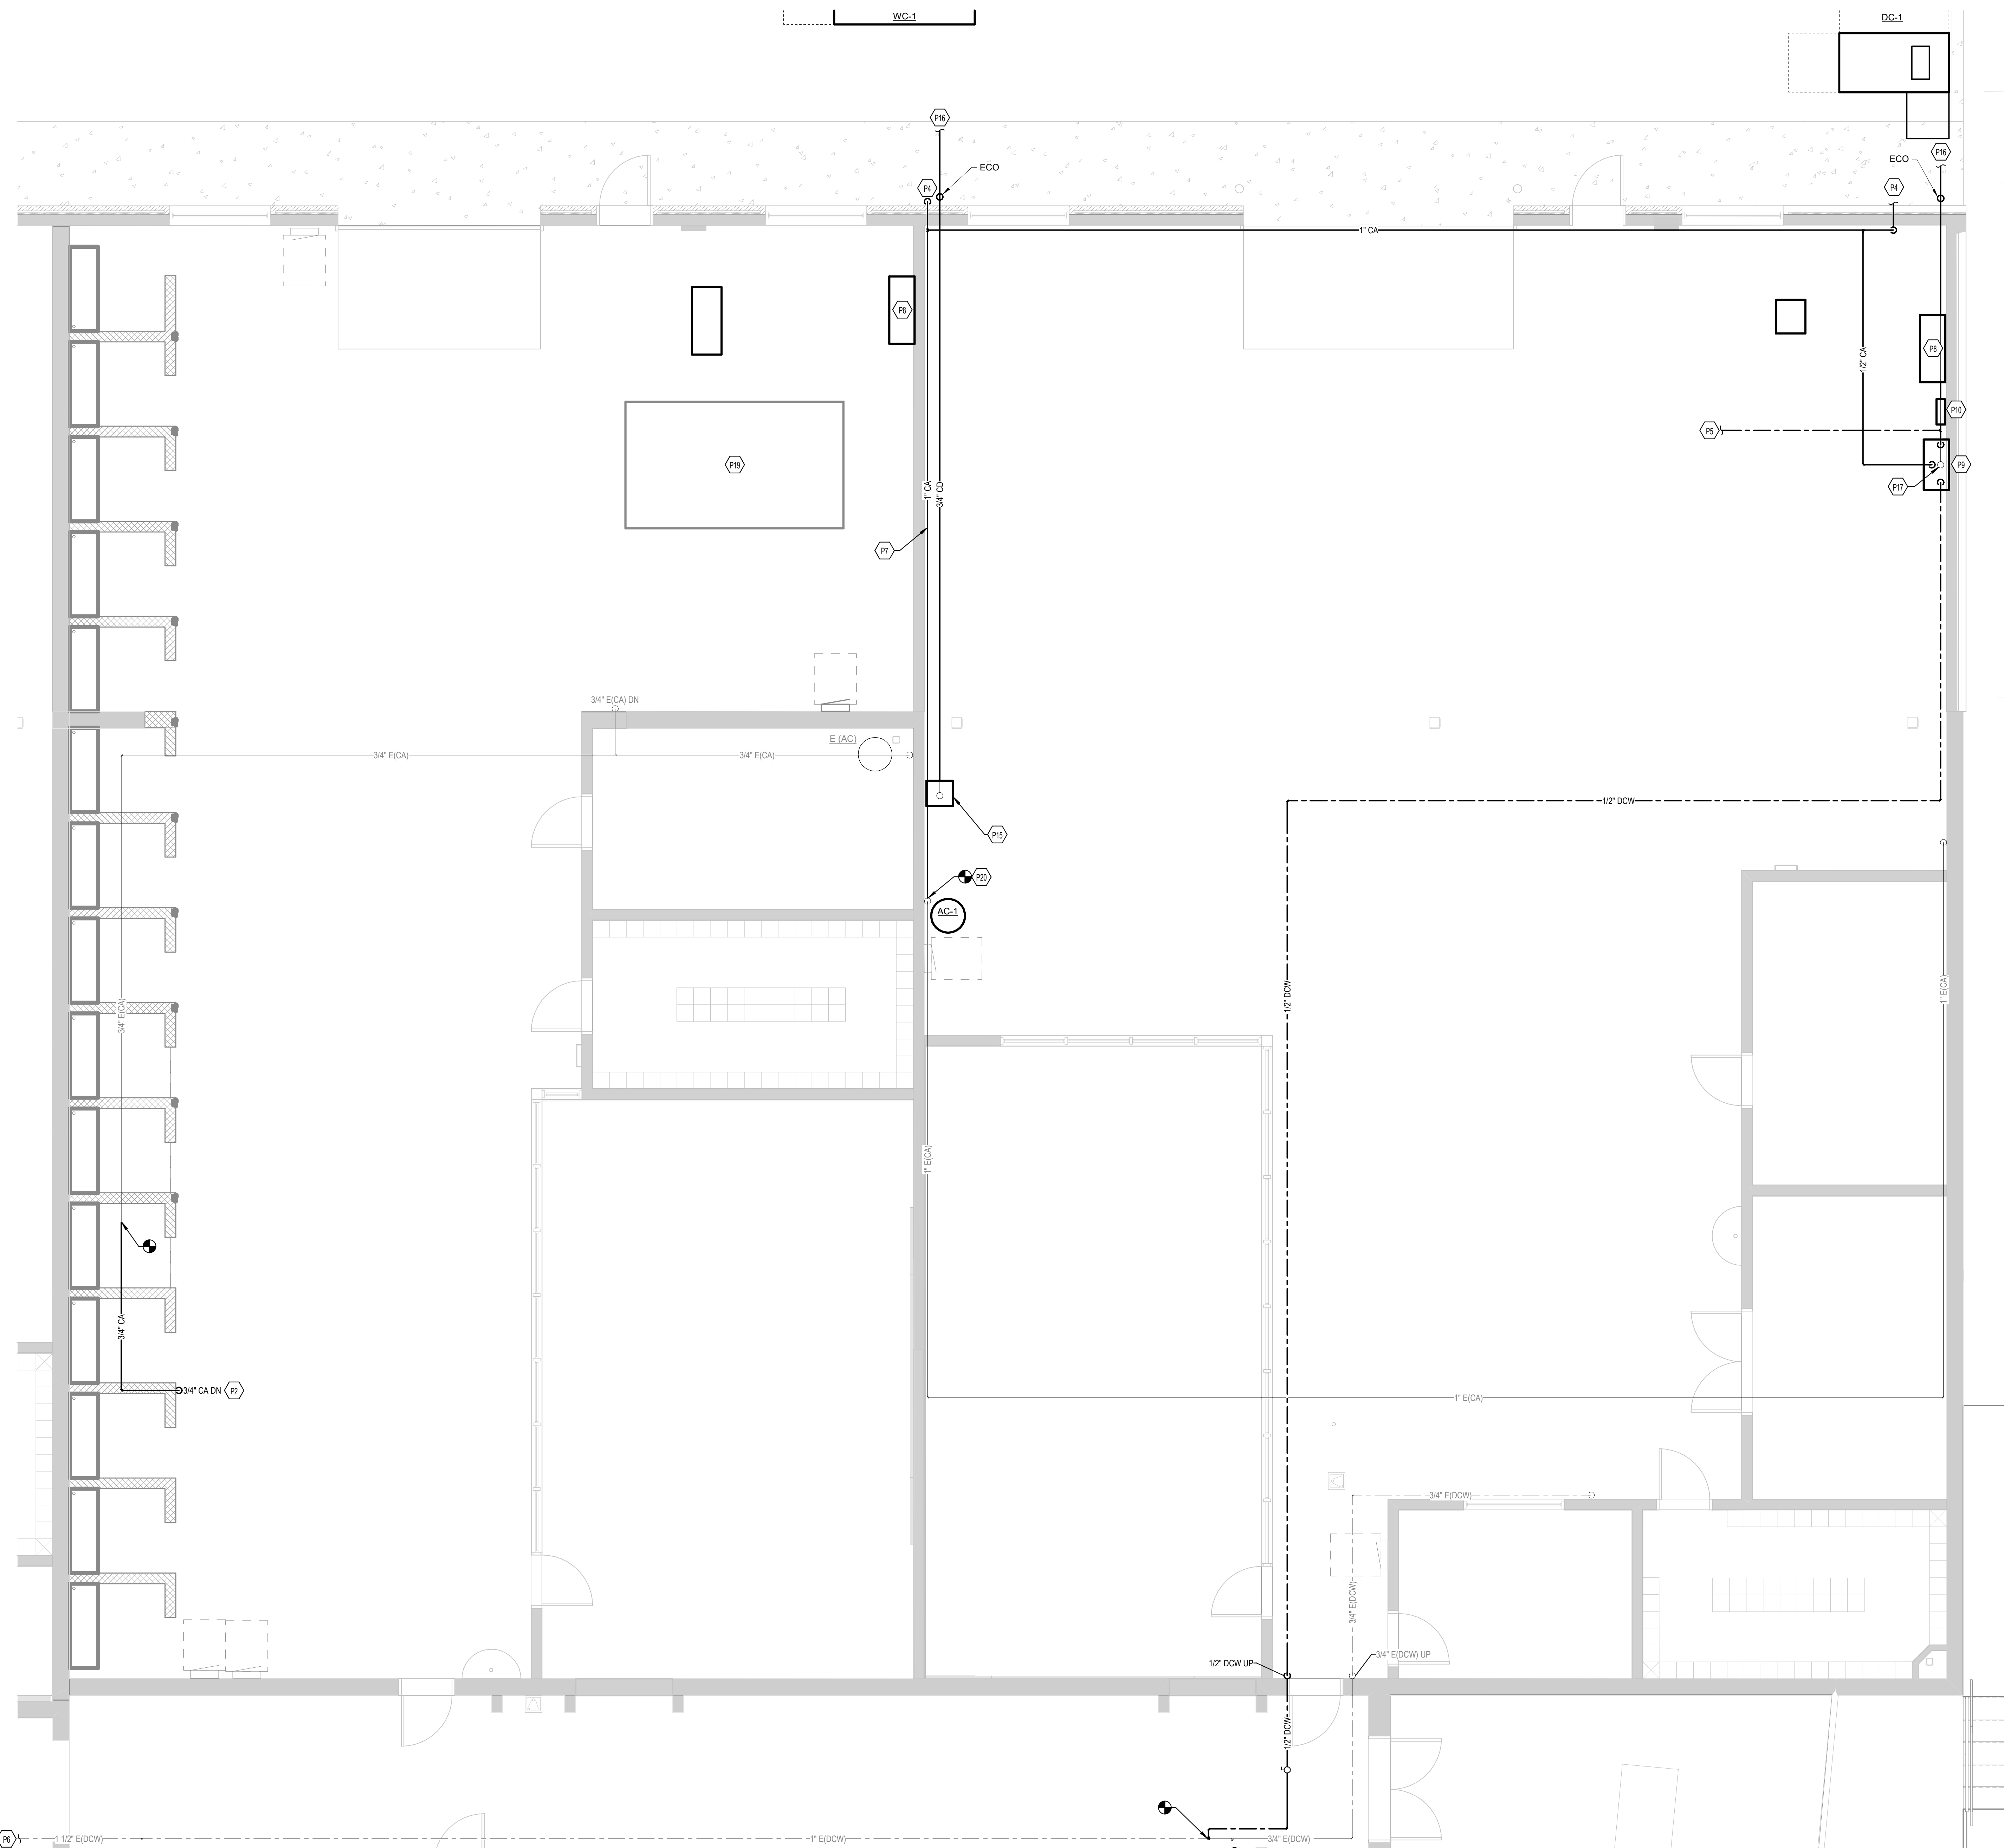 WC-1
DC-1
P16
ECO
P4
P16
ECO
P4
1" CA
P8
P8
1/2" CA
P10
P5
P19
P9
P17
1" CA
3/4" CD
P7
3/4" E(CA) DN
E (AC)
3/4" E(CA)
3/4" E(CA)
1/2" DCW
P15
P20
AC-1
1/2" DCW
1" E(CA)
3/4" E(CA)
1" E(CA)
3/4" CA
3/4" CA DN
P2
1" E(CA)
3/4" E(DCW)
3/4" E(DCW)
1/2" DCW UP
3/4" E(DCW) UP
1/2" DCW
P6
1 1/2" E(DCW)
1" E(DCW)
3/4" E(DCW)